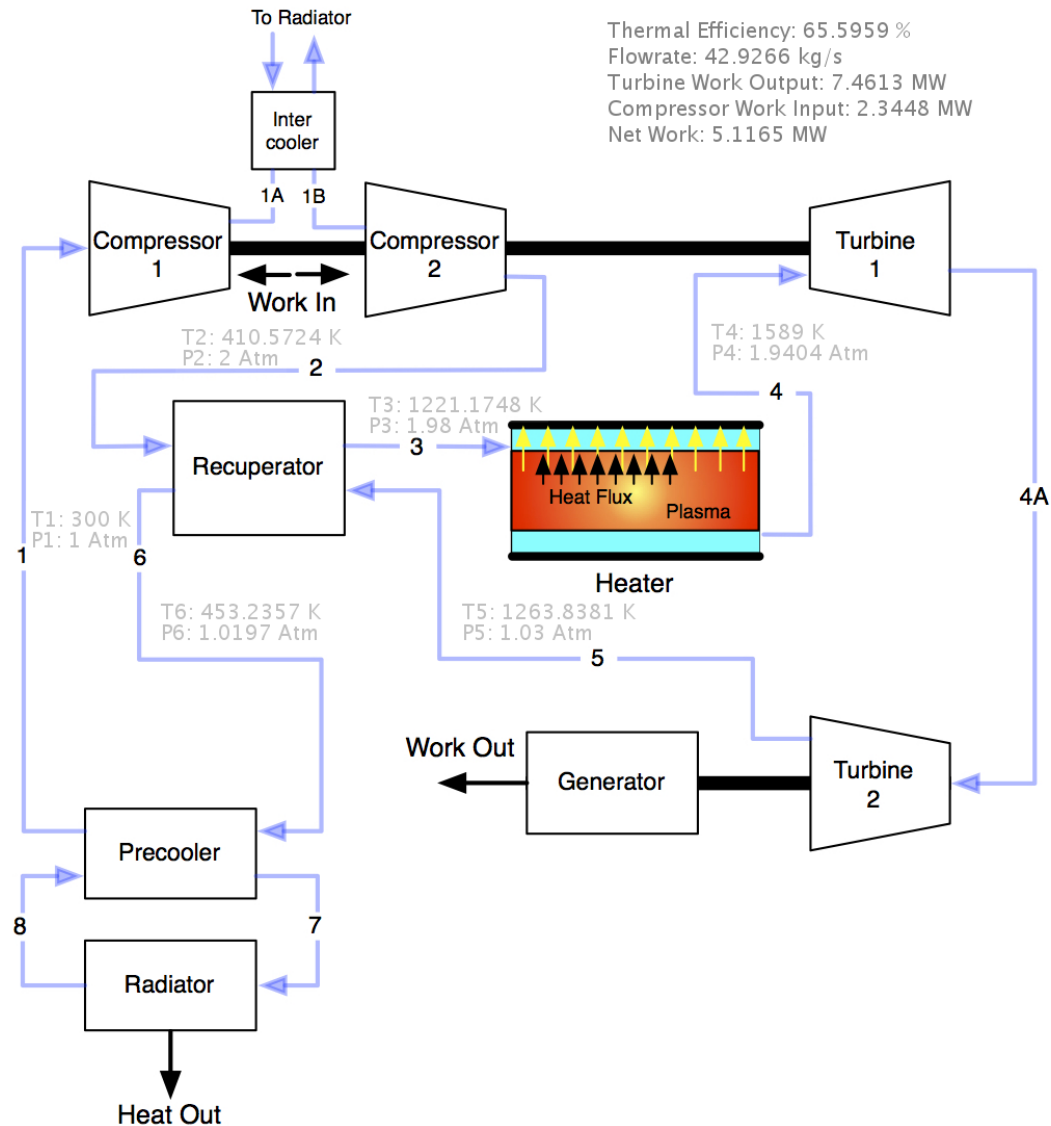 To Radiator
Thermal Efficiency: 65.5959 %
Flowrate: 42.9266 kg/s
Turbine Work Output: 7.4613 MW
Compressor Work Input: 2.3448 MW
Net Work: 5.1165 MW
Inter
cooler
1A
1B
Compressor
1
Compressor
2
Turbine
1
Work In
T2: 410.5724 K
P2: 2 Atm
2
T4: 1589 K
P4: 1.9404 Atm
4
T3: 1221.1748 K
P3: 1.98 Atm
3
Recuperator
Heat Flux
Plasma
Heater
4A
T1: 300 K
P1: 1 Atm
1
6
T6: 453.2357 K
P6: 1.0197 Atm
T5: 1263.8381 K
P5: 1.03 Atm
5
Work Out
Generator
Turbine
2
Precooler
8
7
Radiator
Heat Out